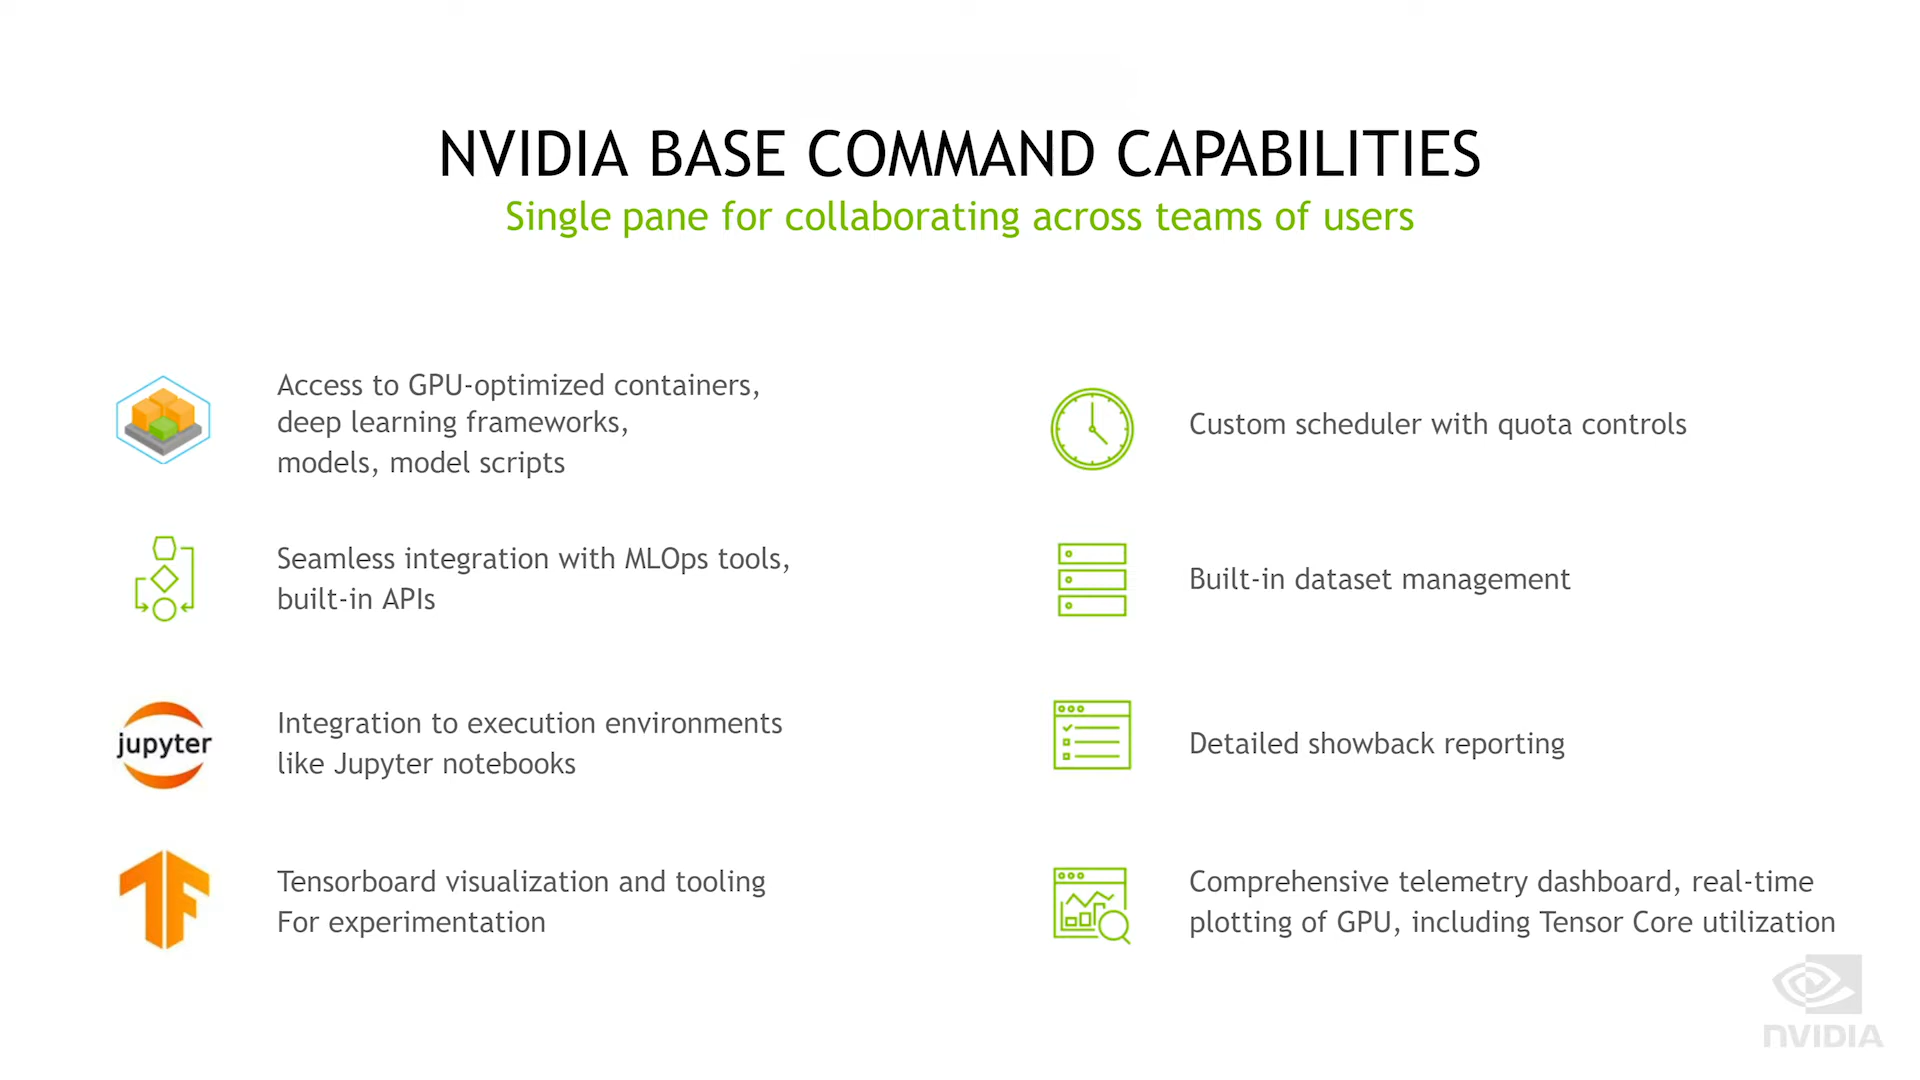 NVIDIA BASE COMMAND CAPABILITIES
Single pane for collaborating across teams of users
Access to GPU-optimized containers,
deep learning frameworks,
models, model scripts
Seamless integration with MLOps tools,
built-in APIs
jupyter
Integration to execution environments
like Jupyter notebooks
Tensorboard visualization and tooling
For experimentation
Custom scheduler with quota controls
Built-in dataset management
Detailed showback reporting
Comprehensive telemetry dashboard, real-time
plotting of GPU, including Tensor Core utilization
NVIDIA